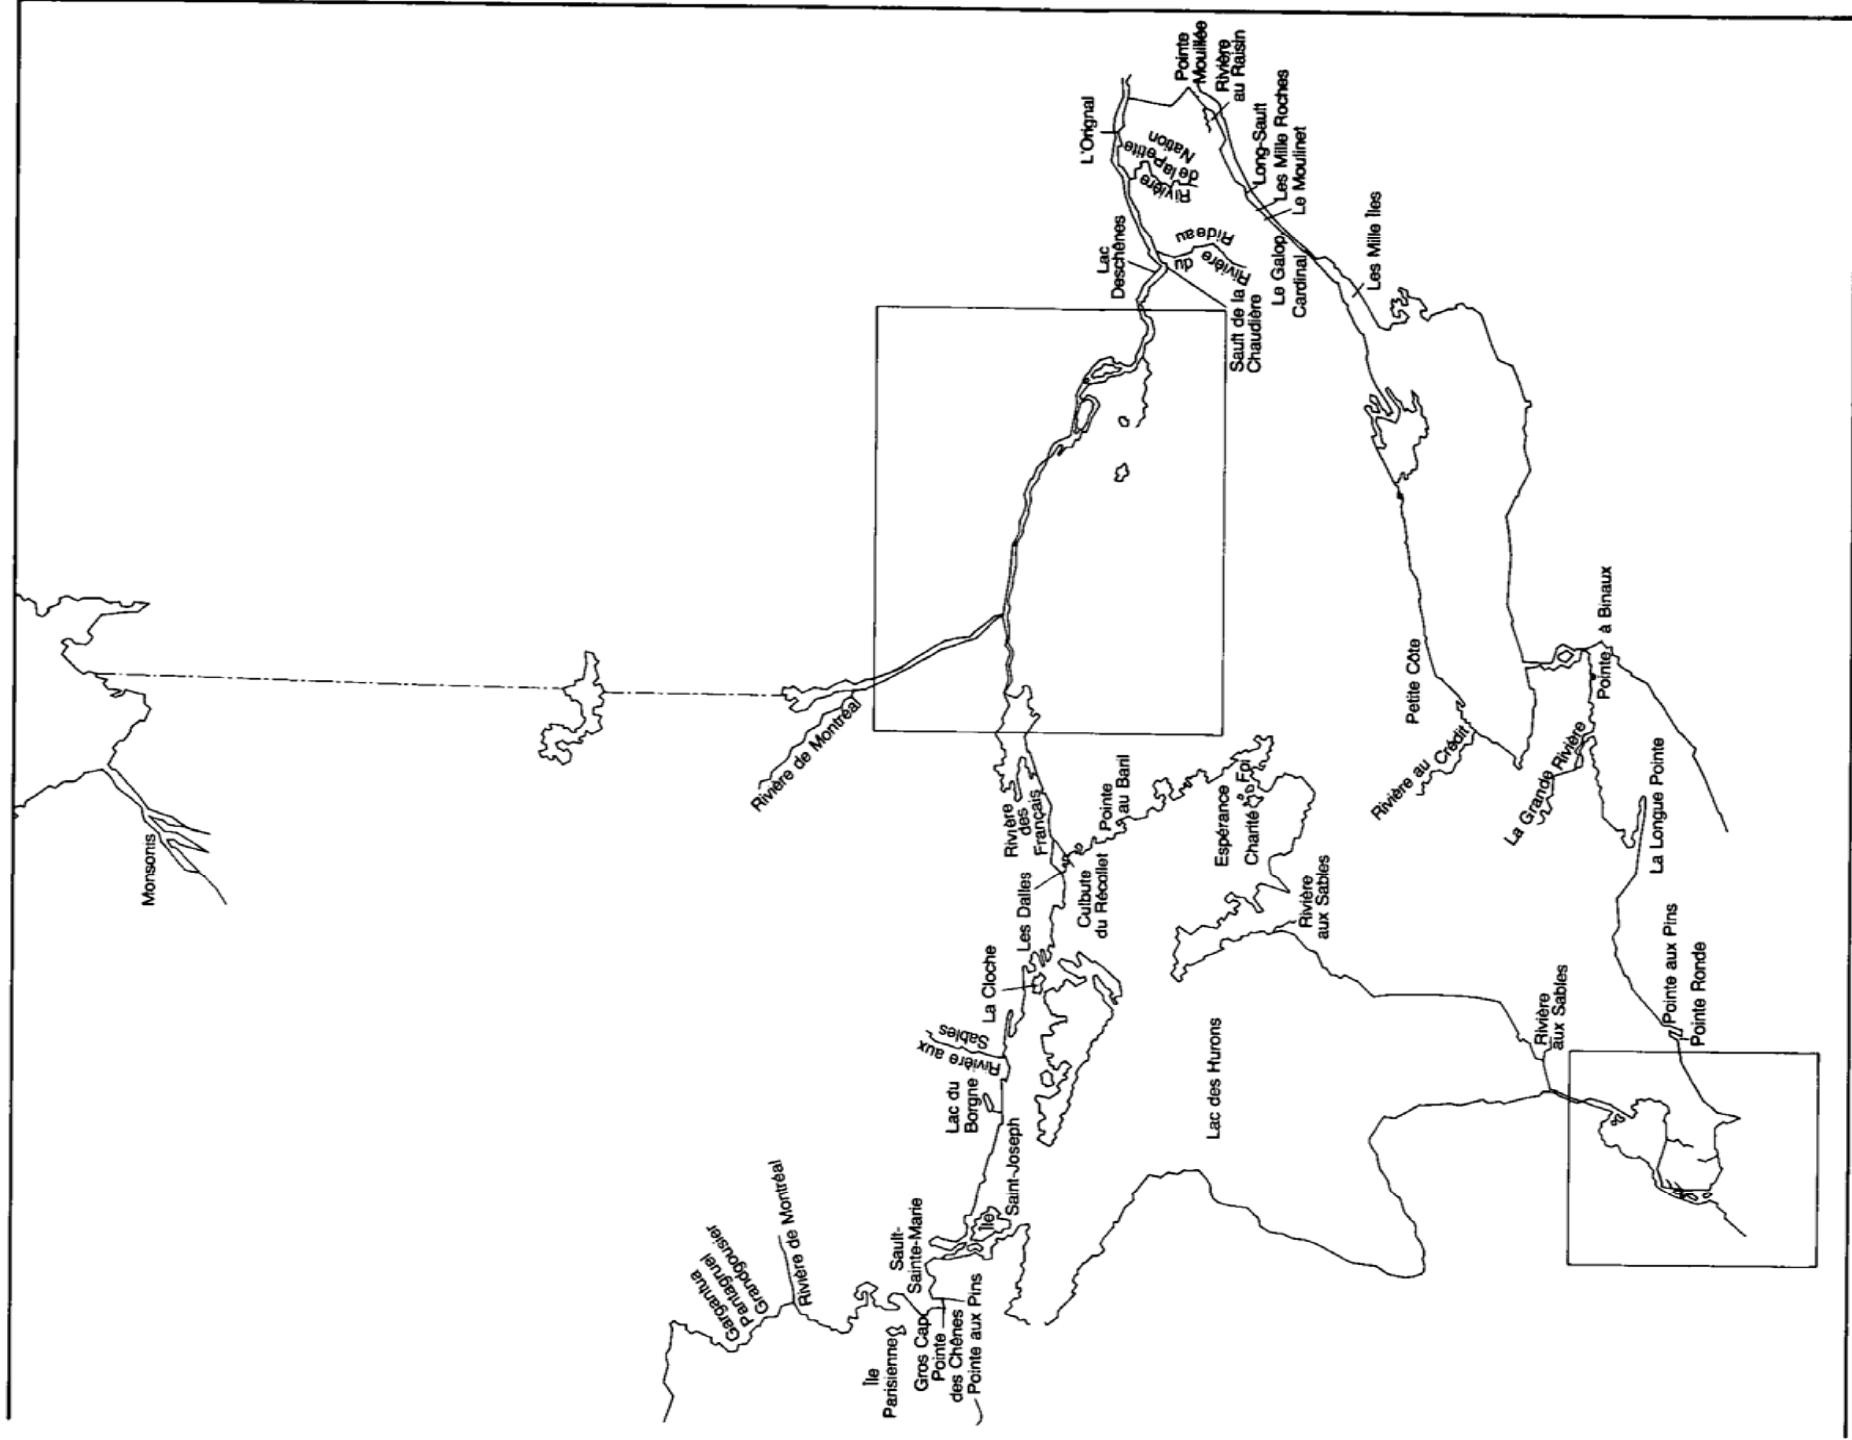 Monsonis
Rivière de Montréal
Gargantua
Pantagruel
Grandgousier
Rivière de Montréal
Île
Parisienne
Gros Cap
Pointe
des Chênes
Pointe aux Pins
Sault-
Sainte-Marie
Île
Saint-Joseph
Lac du
Borgne
Rivière aux
Sables
La Cloche
Les Dalles
Culbute
du Récollet
Rivière
des
Français
Pointe
au Baril
Espérance
Charité
Foi
Rivière
aux Sables
Lac des Hurons
Rivière
aux Sables
Pointe aux Pins
Pointe Ronde
La Longue Pointe
La Grande Rivière
Rivière au Crédit
Petite Côte
Pointe à Binaux
Lac
Deschênes
Sault de la
Chaudière
Rivière
du
Rideau
L'Orignal
Rivière
de la Petite
Nation
Pointe
Mouillée
Rivière
au Raisin
Long-Sault
Les Mille Roches
Le Moulinet
Le Galop
Cardinal
Les Mille Îles